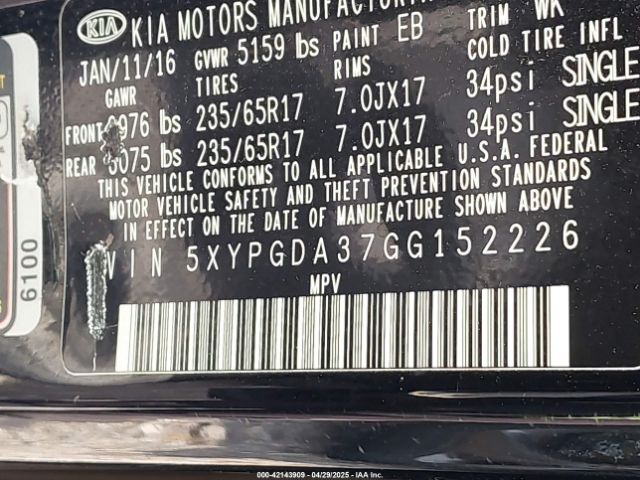 KIA KIA MOTORS MANUFACTURI
JAN/11/16 GVWR 5159 lbs PAINT EB TRIM WK
GAWR TIRES RIMS COLD TIRE INFL
FRONT 976 lbs 235/65R17 7.0JX17 34psi SINGLE
REAR 075 lbs 235/65R17 7.0JX17 34psi SINGLE
THIS VEHICLE CONFORMS TO ALL APPLICABLE U.S.A. FEDERAL
MOTOR VEHICLE SAFETY AND THEFT PREVENTION STANDARDS
IN EFFECT ON THE DATE OF MANUFACTURE SHOWN ABOVE
VIN 5XYPGDA37GG152226
MPV
6100
000-42143909 - 04/29/2025 - IAA Inc.